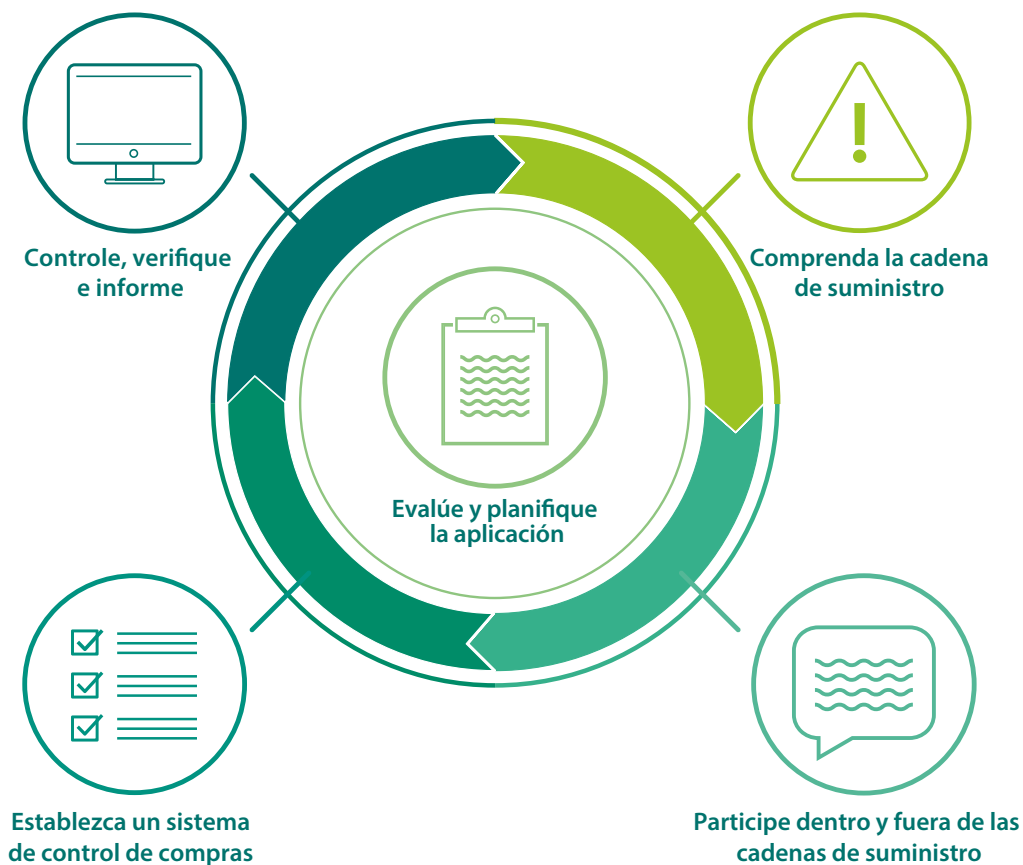 Controle, verifique
e informe
Comprenda la cadena
de suministro
Evalúe y planifique
la aplicación
Establezca un sistema
de control de compras
Participe dentro y fuera de las
cadenas de suministro